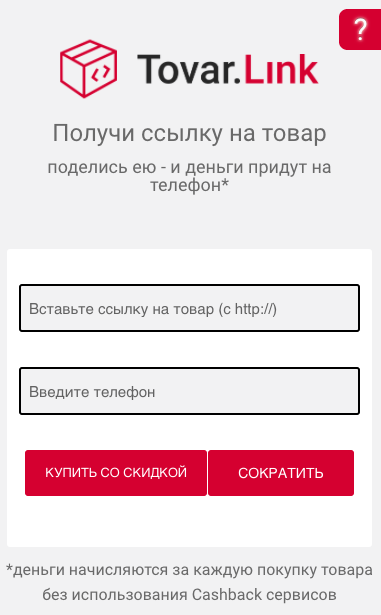 ?
Tovar.Lınk
Получи ссылку на товар
поделись ею - и деньги придут на
телефон*
Вставьте ссылку на товар (с http://)
Введите телефон
КУПИТЬ СО СКИДКОЙ
СОКРАТИТЬ
*деньги начисляются за каждую покупку товара
без использования Cashback сервисов